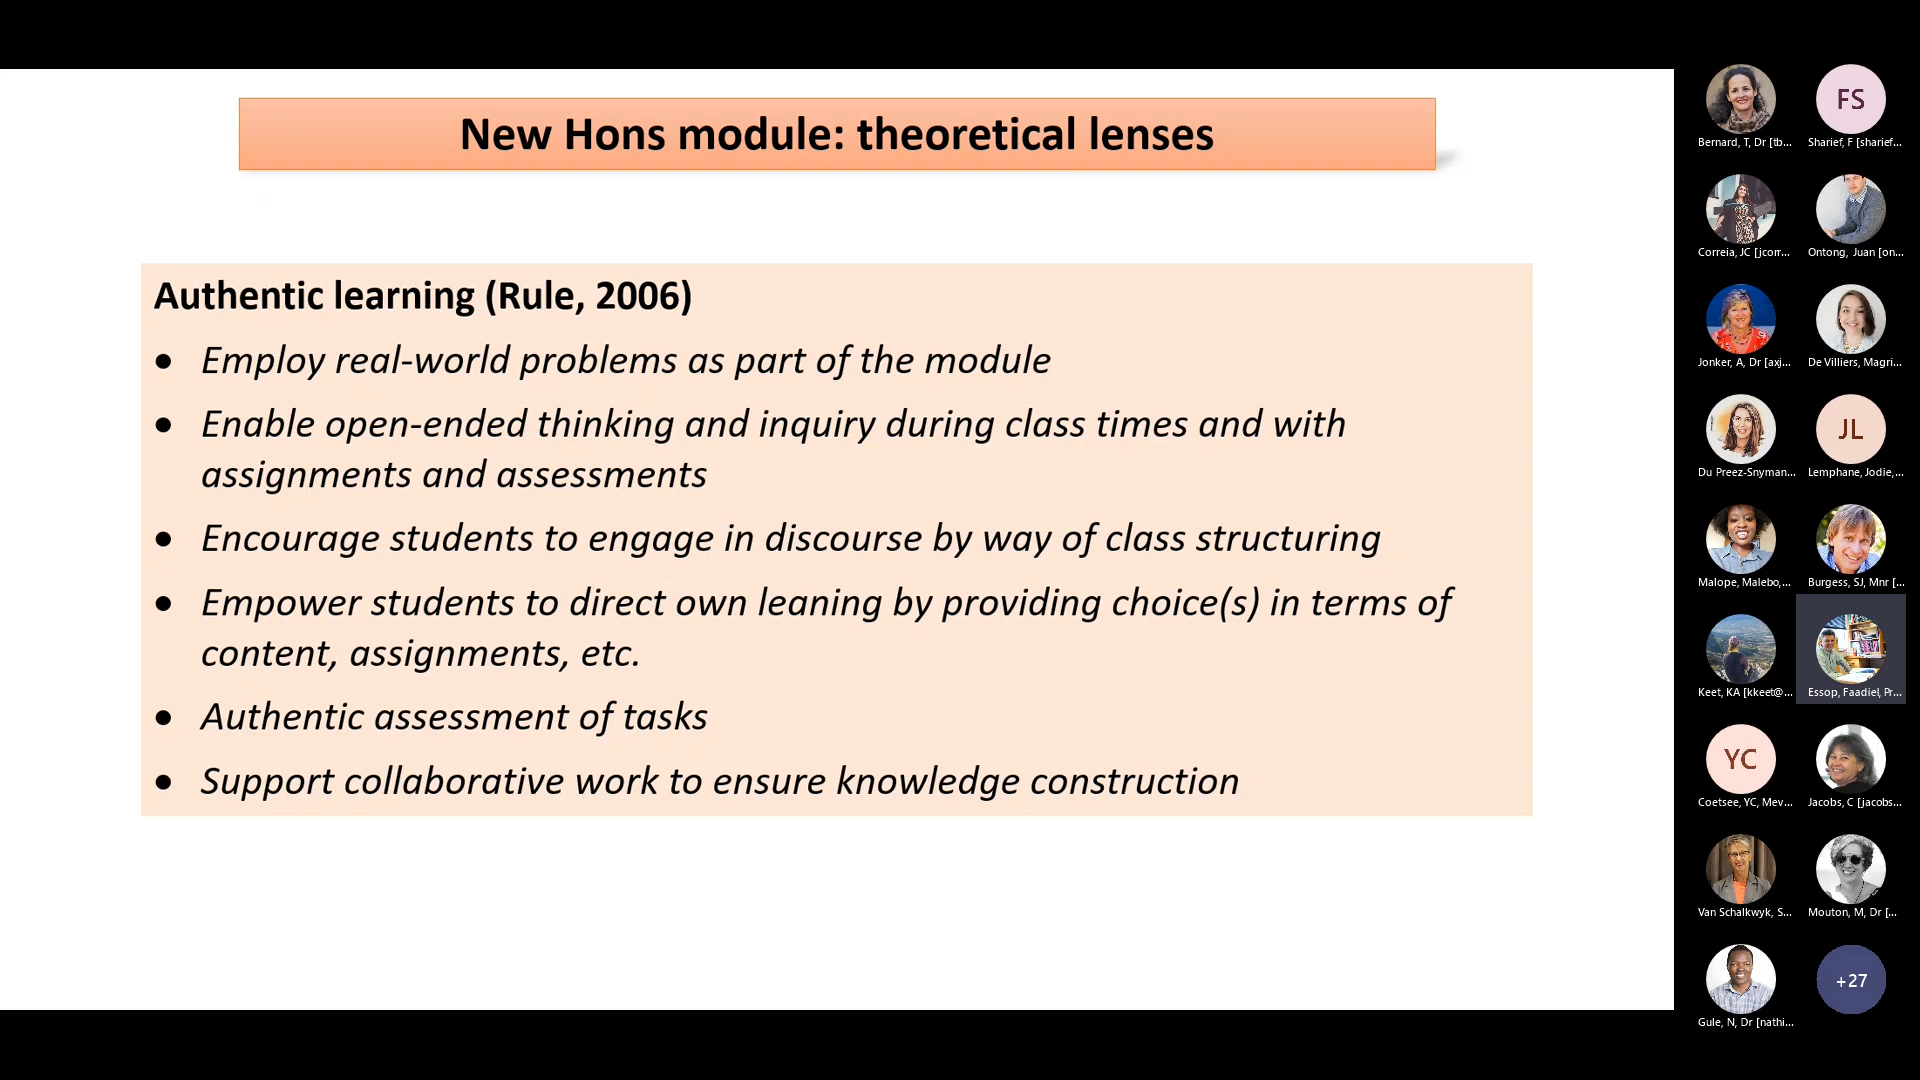 New Hons module: theoretical lenses
Authentic learning (Rule, 2006)
• Employ real-world problems as part of the module
• Enable open-ended thinking and inquiry during class times and with
assignments and assessments
• Encourage students to engage in discourse by way of class structuring
• Empower students to direct own leaning by providing choice(s) in terms of
content, assignments, etc.
• Authentic assessment of tasks
• Support collaborative work to ensure knowledge construction
Bernard, T, Dr [tb...
FS
Sharief, F [sharief...
Correia, JC [jcorr...
Ontong, Juan [on...
Jonker, A, Dr [axj...
De Villiers, Magri...
Du Preez-Snyman...
JL
Lemphane, Jodie,...
Malope, Malebo,...
Burgess, SJ, Mnr [...
Keet, KA [kkeet@...
Essop, Faadiel, Pr...
YC
Coetsee, YC, Mev...
Jacobs, C [jacobs...
Van Schalkwyk, S...
Mouton, M, Dr [...
Gule, N, Dr [nathi...
+27